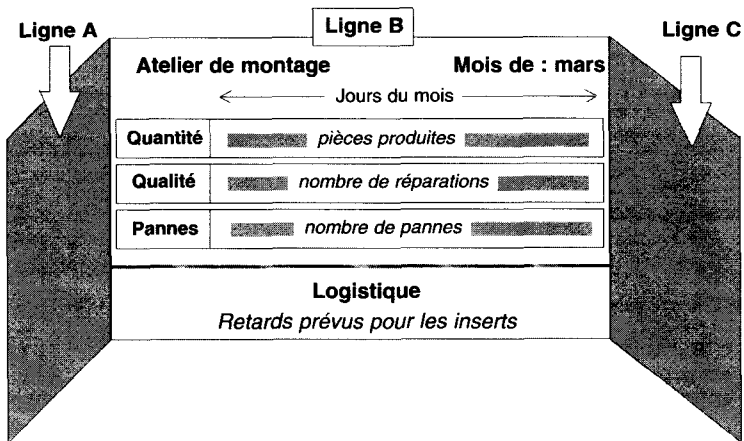 Ligne A
Ligne B
Ligne C
Atelier de montage Mois de : mars
Jours du mois
Quantité pièces produites
Qualité nombre de réparations
Pannes nombre de pannes
Logistique
Retards prévus pour les inserts